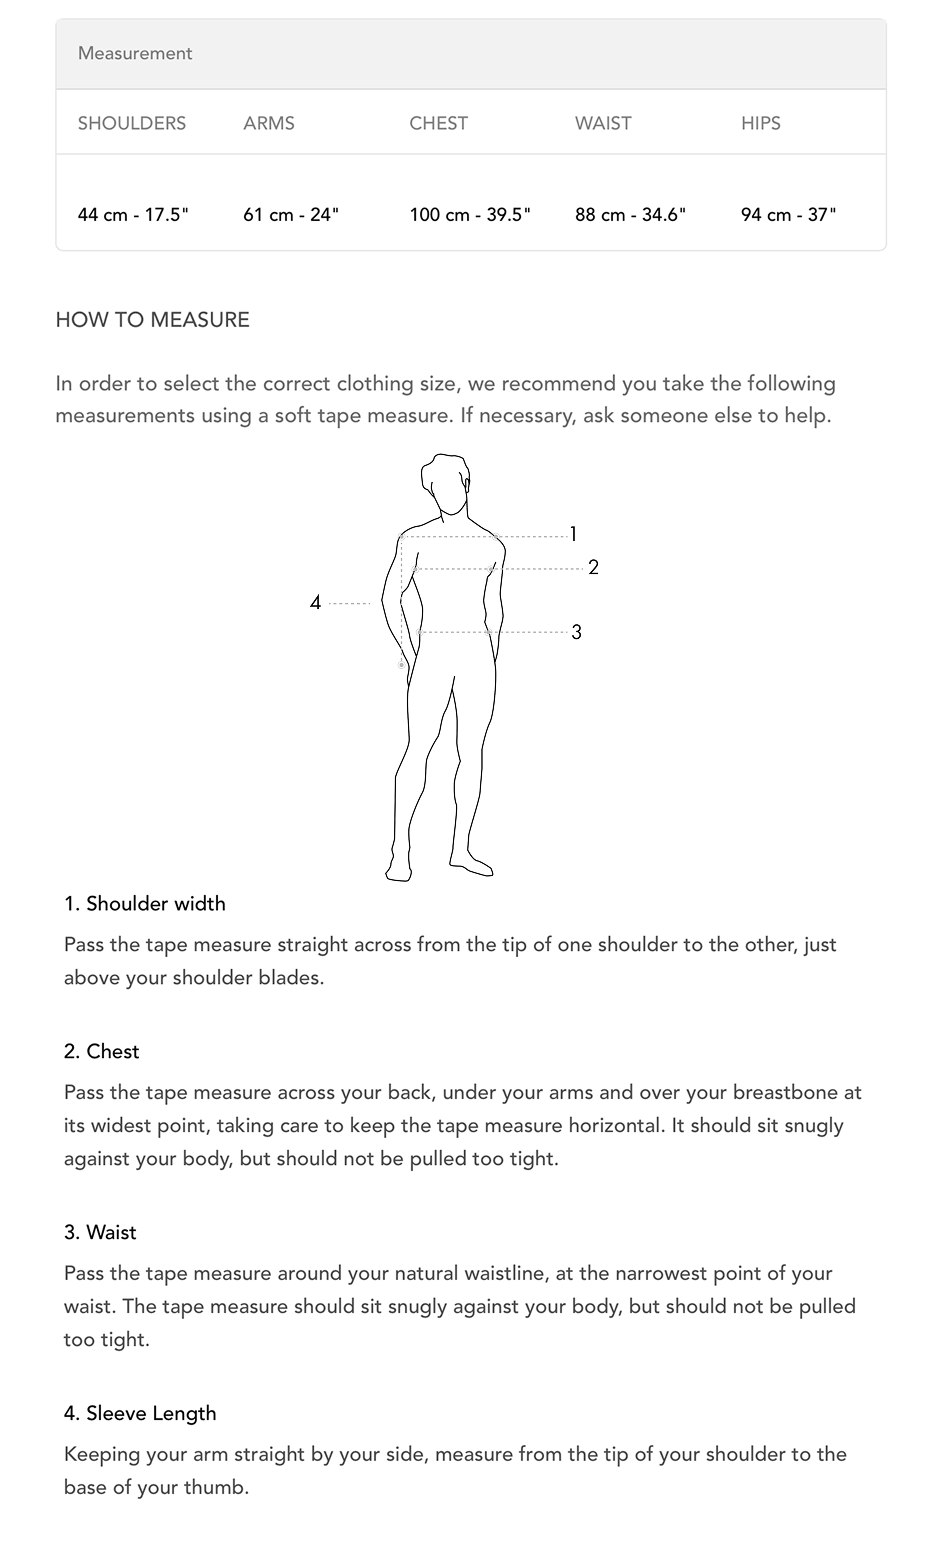 Measurement
SHOULDERS ARMS CHEST WAIST HIPS
44 cm - 17.5" 61 cm - 24" 100 cm - 39.5" 88 cm - 34.6" 94 cm - 37"
HOW TO MEASURE
In order to select the correct clothing size, we recommend you take the following
measurements using a soft tape measure. If necessary, ask someone else to help.
1
2
4
3
1. Shoulder width
Pass the tape measure straight across from the tip of one shoulder to the other, just
above your shoulder blades.
2. Chest
Pass the tape measure across your back, under your arms and over your breastbone at
its widest point, taking care to keep the tape measure horizontal. It should sit snugly
against your body, but should not be pulled too tight.
3. Waist
Pass the tape measure around your natural waistline, at the narrowest point of your
waist. The tape measure should sit snugly against your body, but should not be pulled
too tight.
4. Sleeve Length
Keeping your arm straight by your side, measure from the tip of your shoulder to the
base of your thumb.